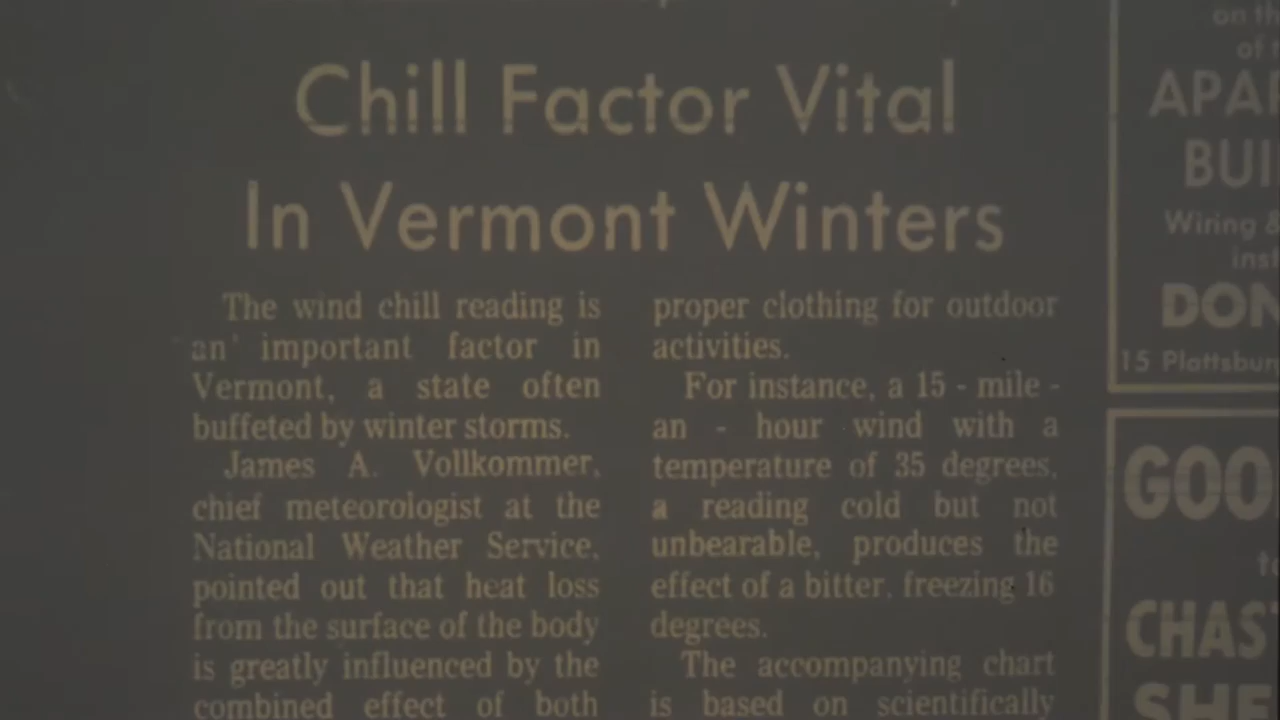 Chill Factor Vital
In Vermont Winters
The wind chill reading is
an important factor in
Vermont, a state often
buffeted by winter storms.
James A. Vollkommer,
chief meteorologist at the
National Weather Service,
pointed out that heat loss
from the surface of the body
is greatly influenced by the
combined effect of both
proper clothing for outdoor
activities.
For instance, a 15 - mile -
an - hour wind with a
temperature of 35 degrees,
a reading cold but not
unbearable, produces the
effect of a bitter, freezing 16
degrees.
The accompanying chart
is based on scientifically
on th
of
APA
BUI
Wiring &
inst
DON
15 Plattsbur
GOO
to
CHAS
SHE